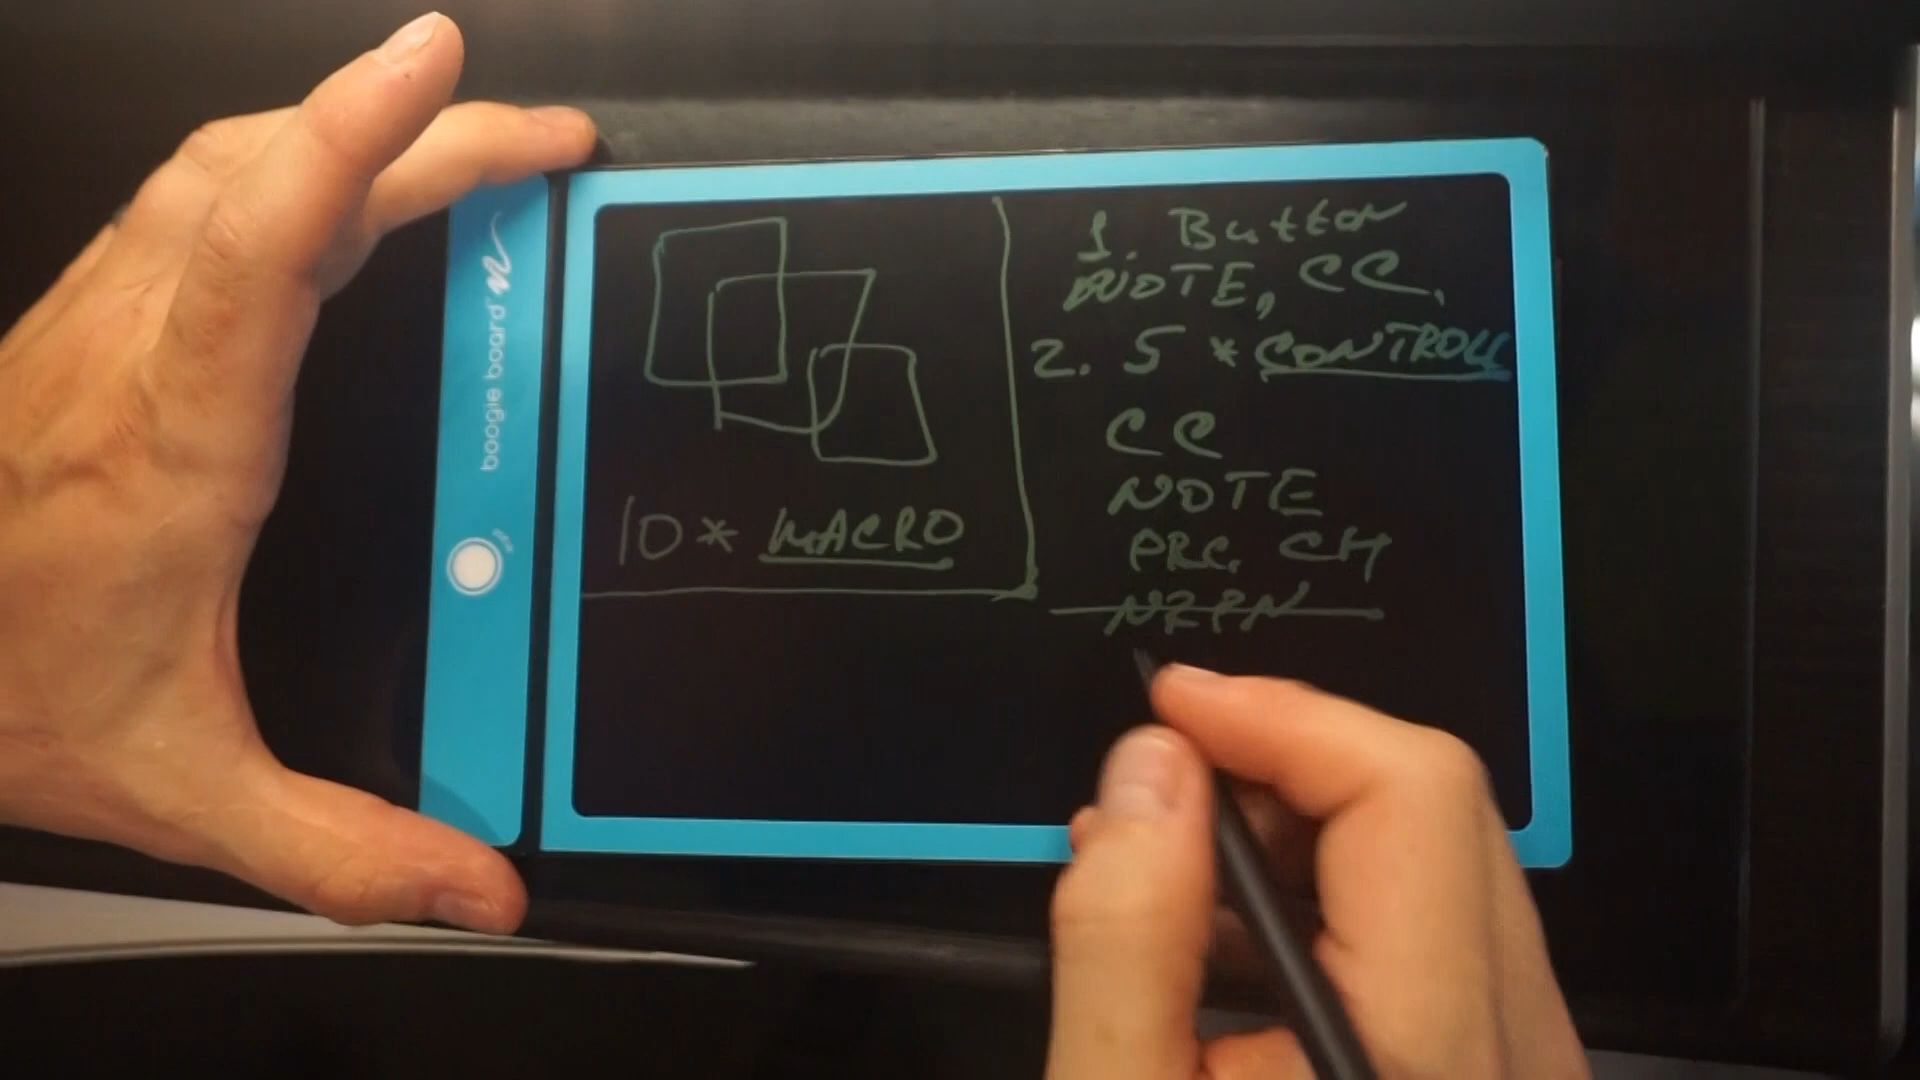 boogie board
10 * MACRO
1. Button
NOTE, CC.
2. 5 * CONTROLL
CC
NOTE
PRG. CH
NRPN